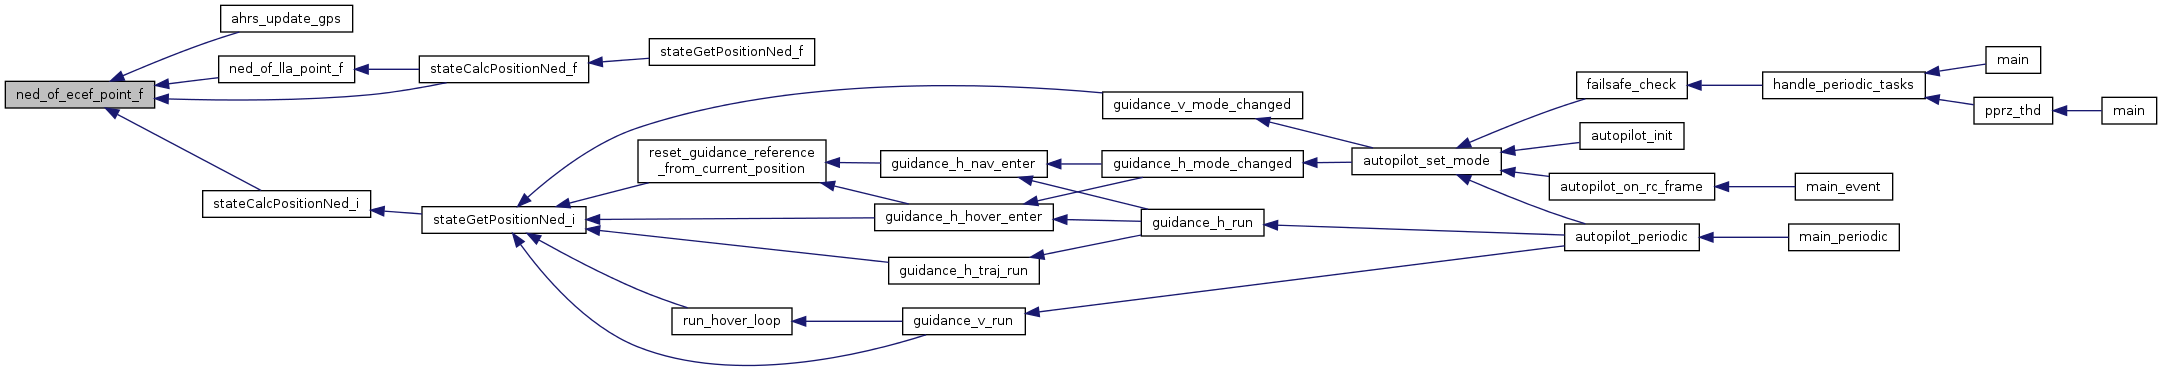 ned_of_ecef_point_f
ahrs_update_gps
ned_of_lla_point_f
stateCalcPositionNed_f
stateGetPositionNed_f
stateCalcPositionNed_i
stateGetPositionNed_i
guidance_v_mode_changed
reset_guidance_reference
_from_current_position
guidance_h_nav_enter
guidance_h_hover_enter
guidance_h_traj_run
run_hover_loop
guidance_v_run
guidance_h_mode_changed
guidance_h_run
autopilot_set_mode
failsafe_check
autopilot_init
autopilot_on_rc_frame
autopilot_periodic
handle_periodic_tasks
main_event
main_periodic
main
pprz_thd
main